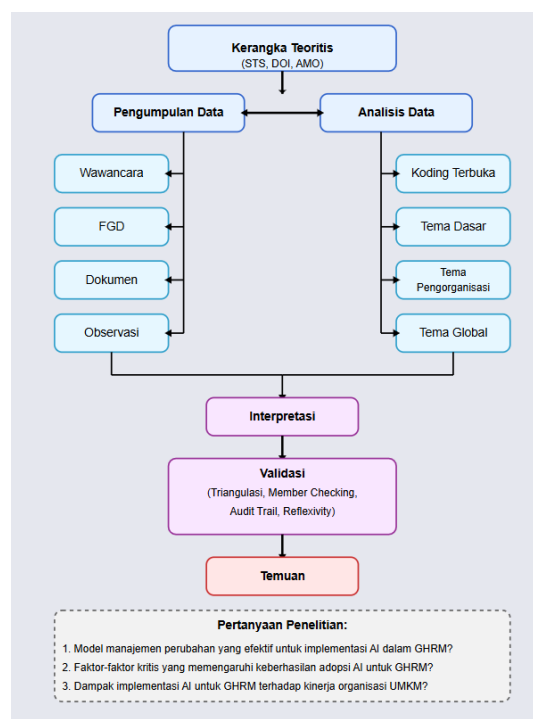 Kerangka Teoritis
(STS, DOI, AMO)
Pengumpulan Data
Analisis Data
Wawancara
Koding Terbuka
FGD
Tema Dasar
Dokumen
Tema
Pengorganisasi
Observasi
Tema Global
Interpretasi
Validasi
(Triangulasi, Member Checking,
Audit Trail, Reflexivity)
Temuan
Pertanyaan Penelitian:
1. Model manajemen perubahan yang efektif untuk implementasi AI dalam GHRM?
2. Faktor-faktor kritis yang memengaruhi keberhasilan adopsi AI untuk GHRM?
3. Dampak implementasi AI untuk GHRM terhadap kinerja organisasi UMKM?